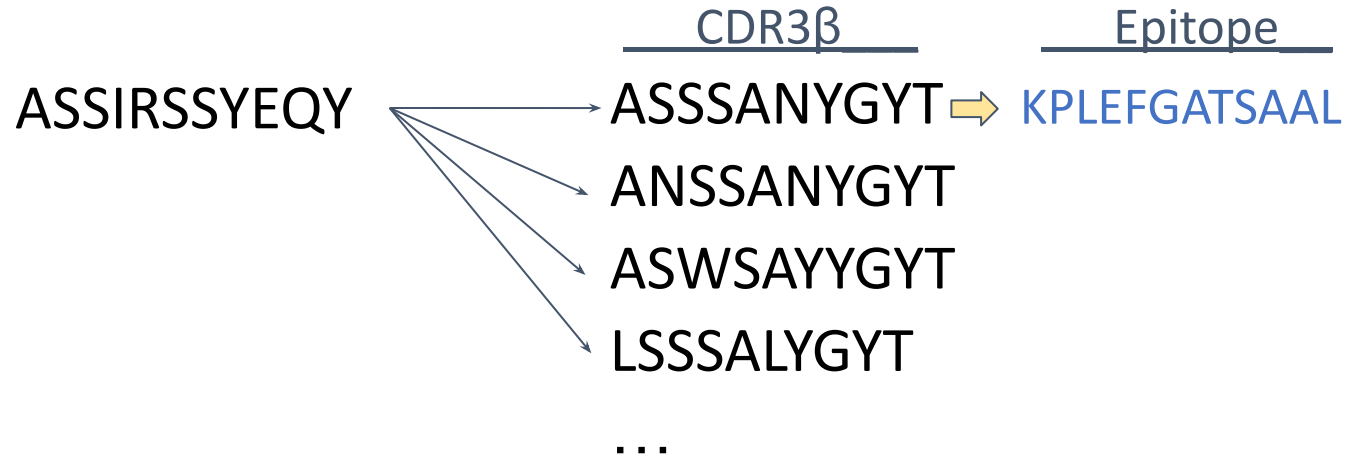 CDR3β Epitope
ASSIRSSYEQY ASSSANYGYT KPLEFGATSAAL
ANSSANYGYT
ASWSAYYGYT
LSSSALYGYT
...